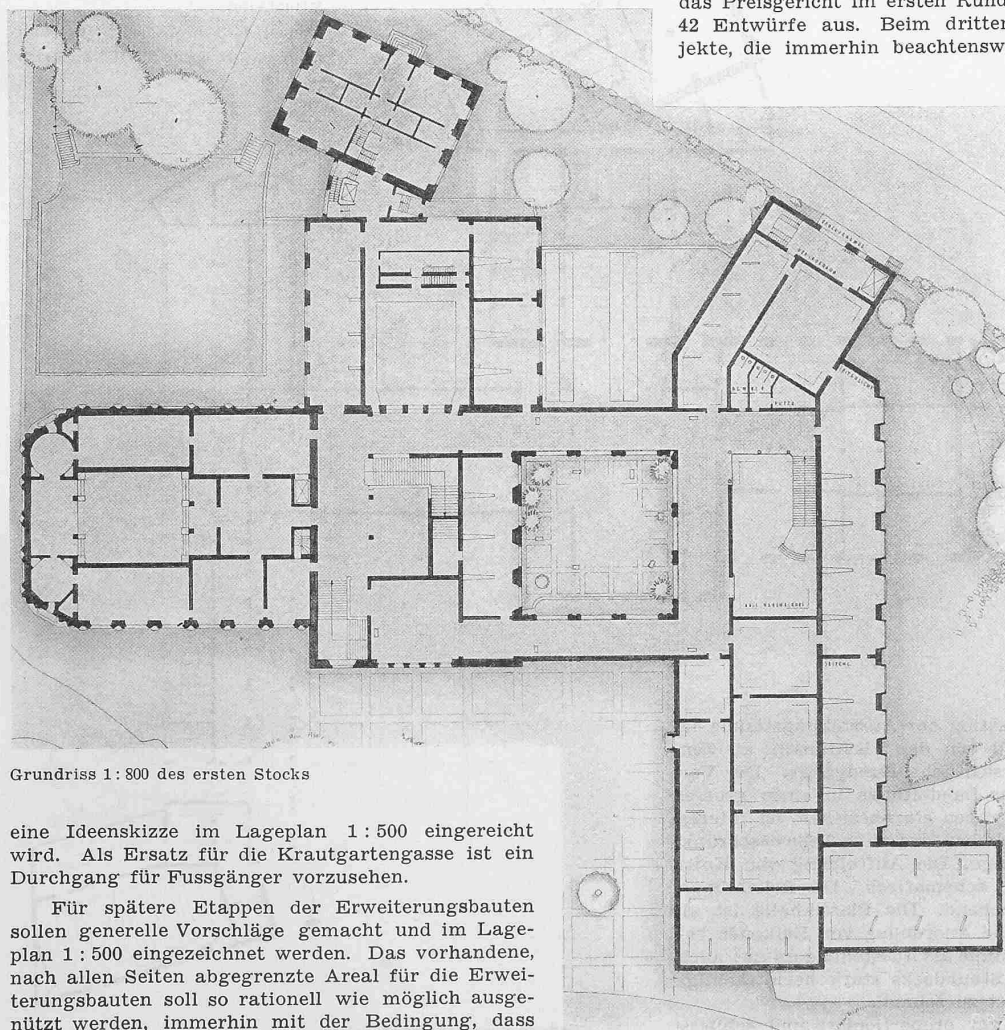 das Preisgericht im ersten Rund
42 Entwürfe aus. Beim dritten
jekte, die immerhin beachtensw
PUTZR
Grundriss 1 : 800 des ersten Stocks
eine Ideenskizze im Lageplan 1 : 500 eingereicht
wird. Als Ersatz für die Krautgartengasse ist ein
Durchgang für Fussgänger vorzusehen.
Für spätere Etappen der Erweiterungsbauten
sollen generelle Vorschläge gemacht und im Lage-
plan 1 : 500 eingezeichnet werden. Das vorhandene,
nach allen Seiten abgegrenzte Areal für die Erwei-
terungsbauten soll so rationell wie möglich ausge-
nützt werden, immerhin mit der Bedingung, dass